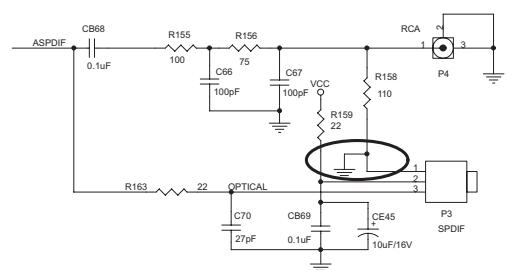 RCA
2
CB68
R155
R156
ASPDIF
1
3
0.1uF
100
75
C66
C67
P4
R158
100pF
100pF
VCC
110
R159
22
1
2
R163
22
OPTICAL
3
C70
CB69
CE45
P3
+
SPDIF
27pF
0.1uF
10uF/16V